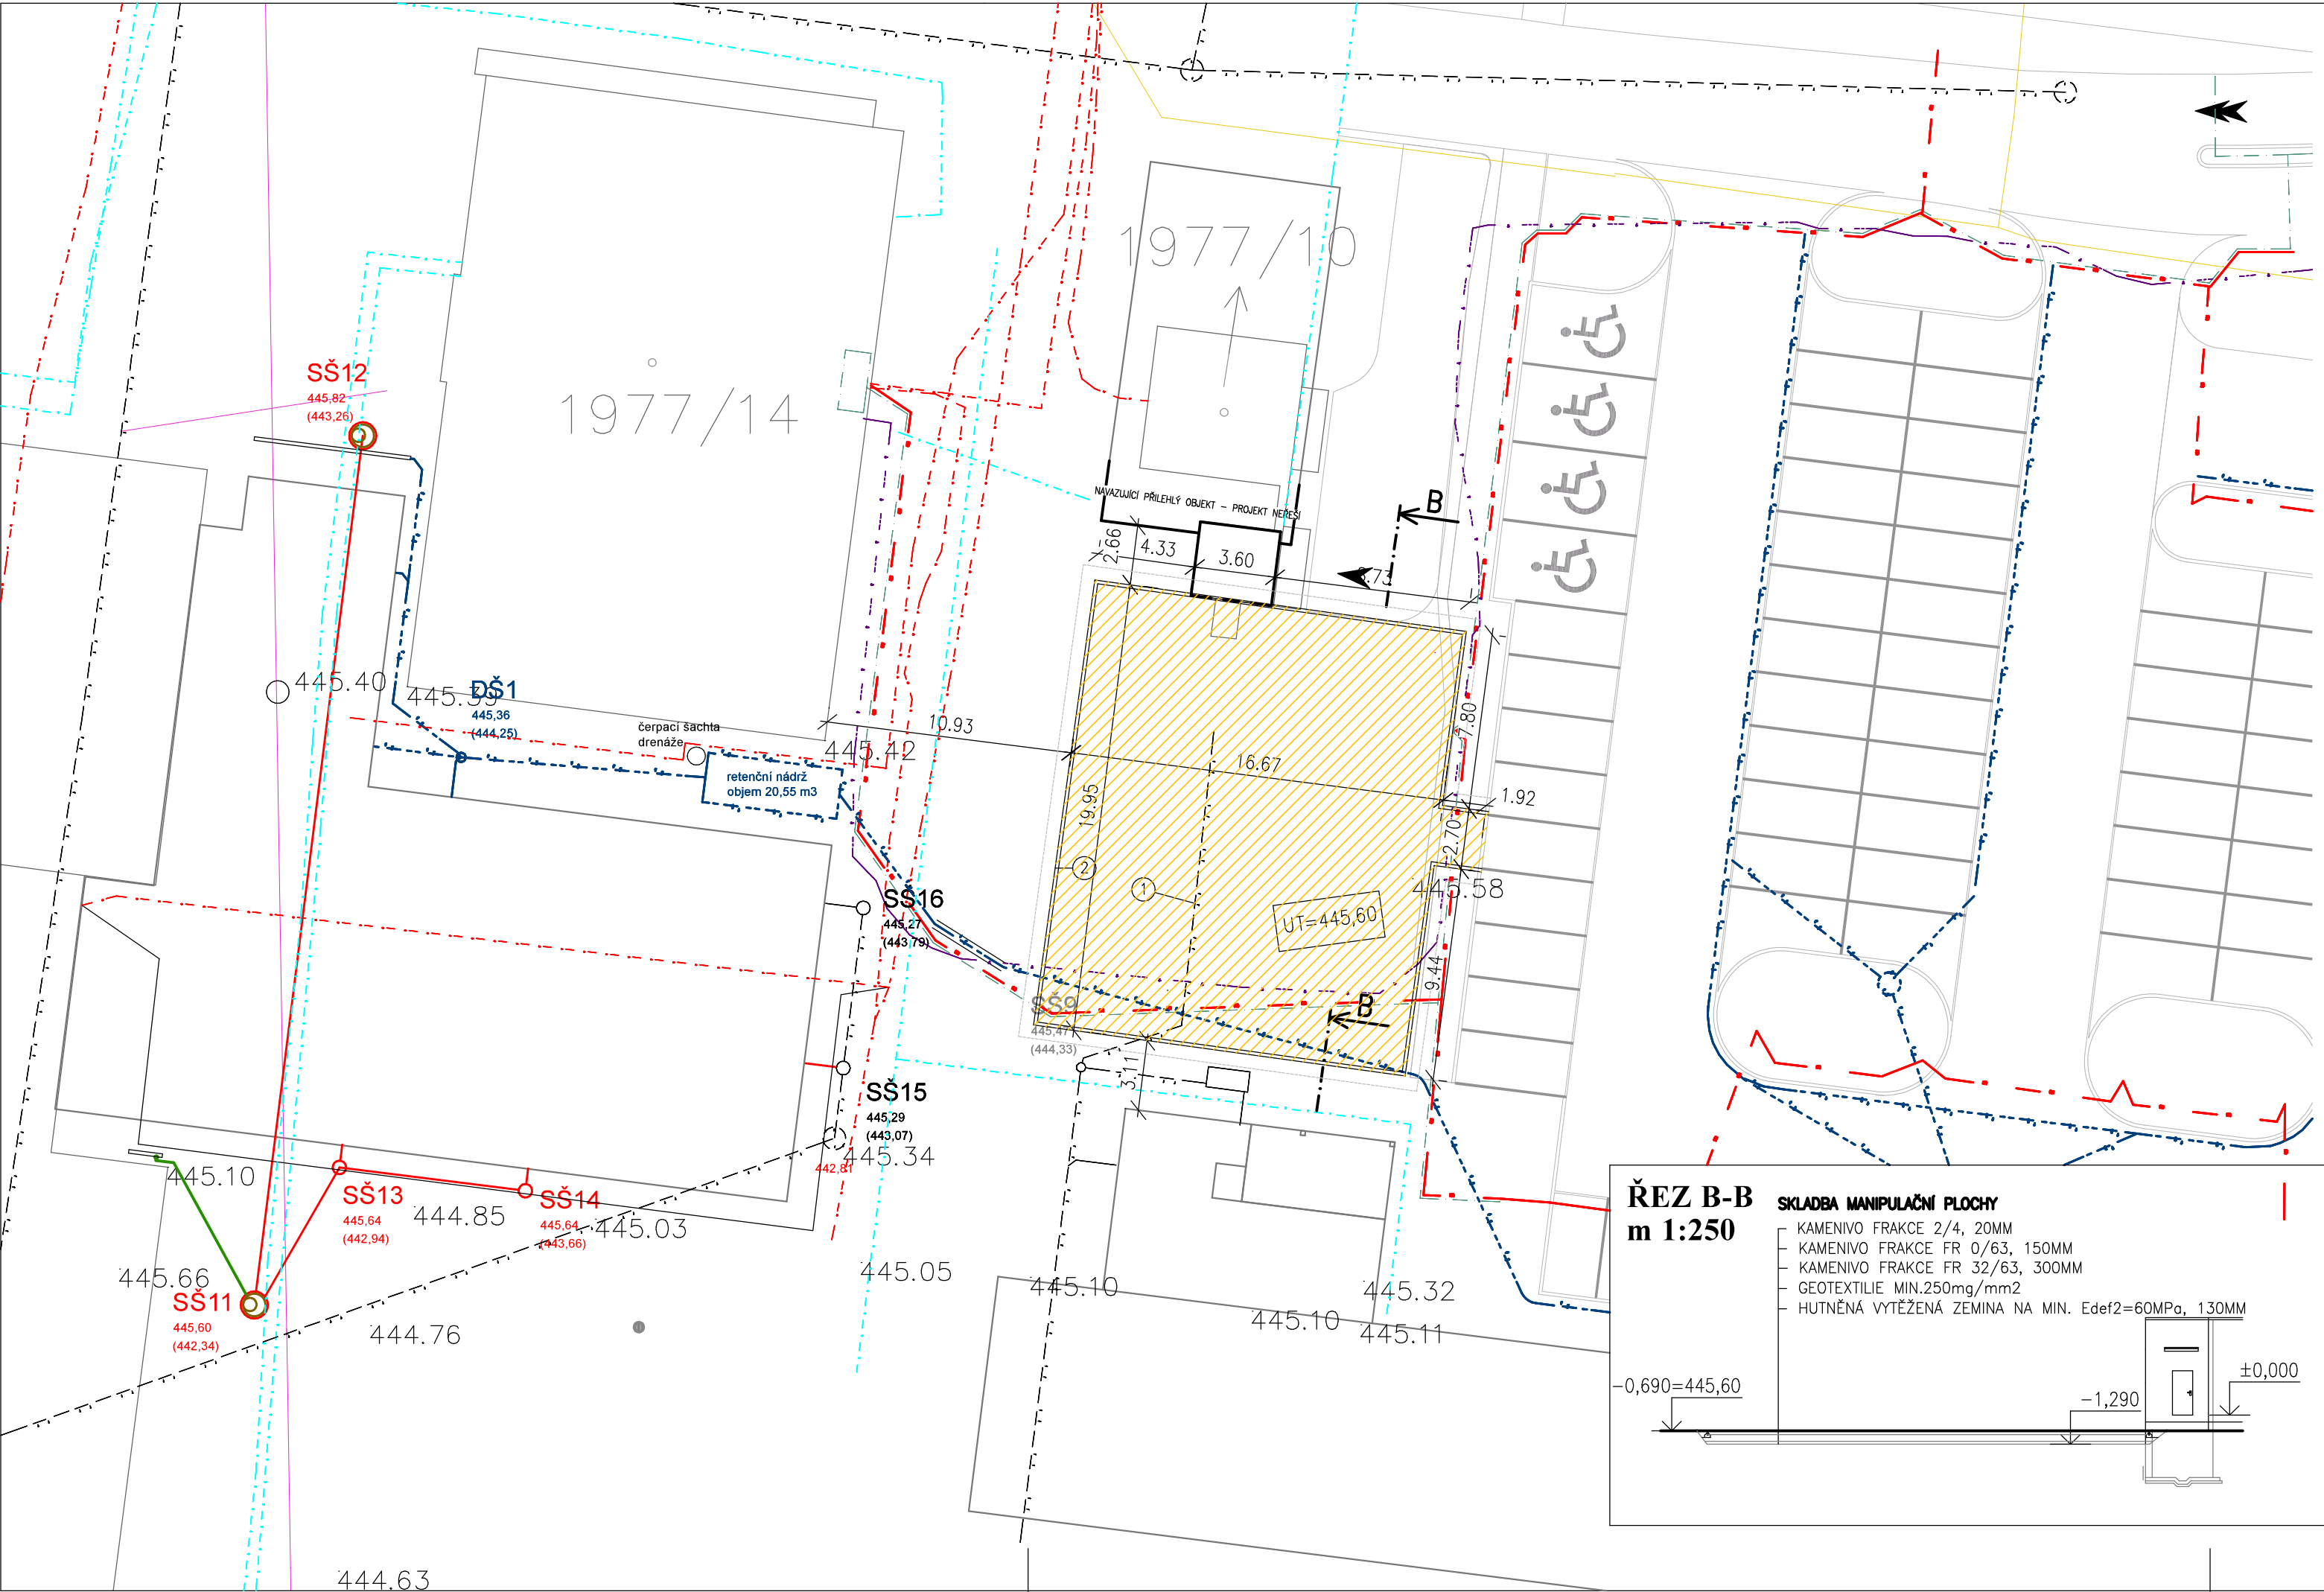 1977/10
SŠ12
445,82
(443,26)
1977/14
NAVAZUJÍCÍ PŘILEHLÝ OBJEKT – PROJEKT NEŘEŠÍ
B
2.66
4.33
3.60
445.40
445.39
DŠ1
445,36
(444,25)
čerpací šachta
drenáže
10.93
445.42
7.80
16.67
retenční nádrž
objem 20,55 m3
1.92
19.95
2.70
2
1
445.58
SŠ16
445,27
(443,79)
UT=445,60
9.44
SŠ9
445,47
(444,33)
B
3.11
SŠ15
445,29
(443,07)
445.34
442,81
445.10
SŠ13
445,64
(442,94)
444.85
SŠ14
445,64
(443,66)
445.03
445.66
SŠ11
445,60
(442,34)
444.76
445.05
445.10
445.32
445.10
445.11
444.63
ŘEZ B-B
m 1:250
SKLADBA MANIPULAČNÍ PLOCHY
KAMENIVO FRAKCE 2/4, 20MM
KAMENIVO FRAKCE FR 0/63, 150MM
KAMENIVO FRAKCE FR 32/63, 300MM
GEOTEXTILIE MIN.250mg/mm2
HUTNĚNÁ VYTĚŽENÁ ZEMINA NA MIN. Edef2=60MPa, 130MM
-0,690=445,60
-1,290
±0,000